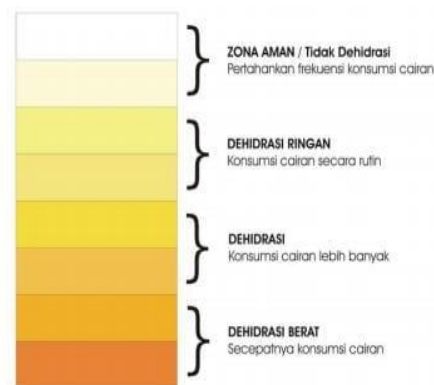 ZONA AMAN / Tidak Dehidrasi
Pertahankan frekuensi konsumsi cairan
DEHIDRASI RINGAN
Konsumsi cairan secara rutin
DEHIDRASI
Konsumsi cairan lebih banyak
DEHIDRASI BERAT
Secepatnya konsumsi cairan